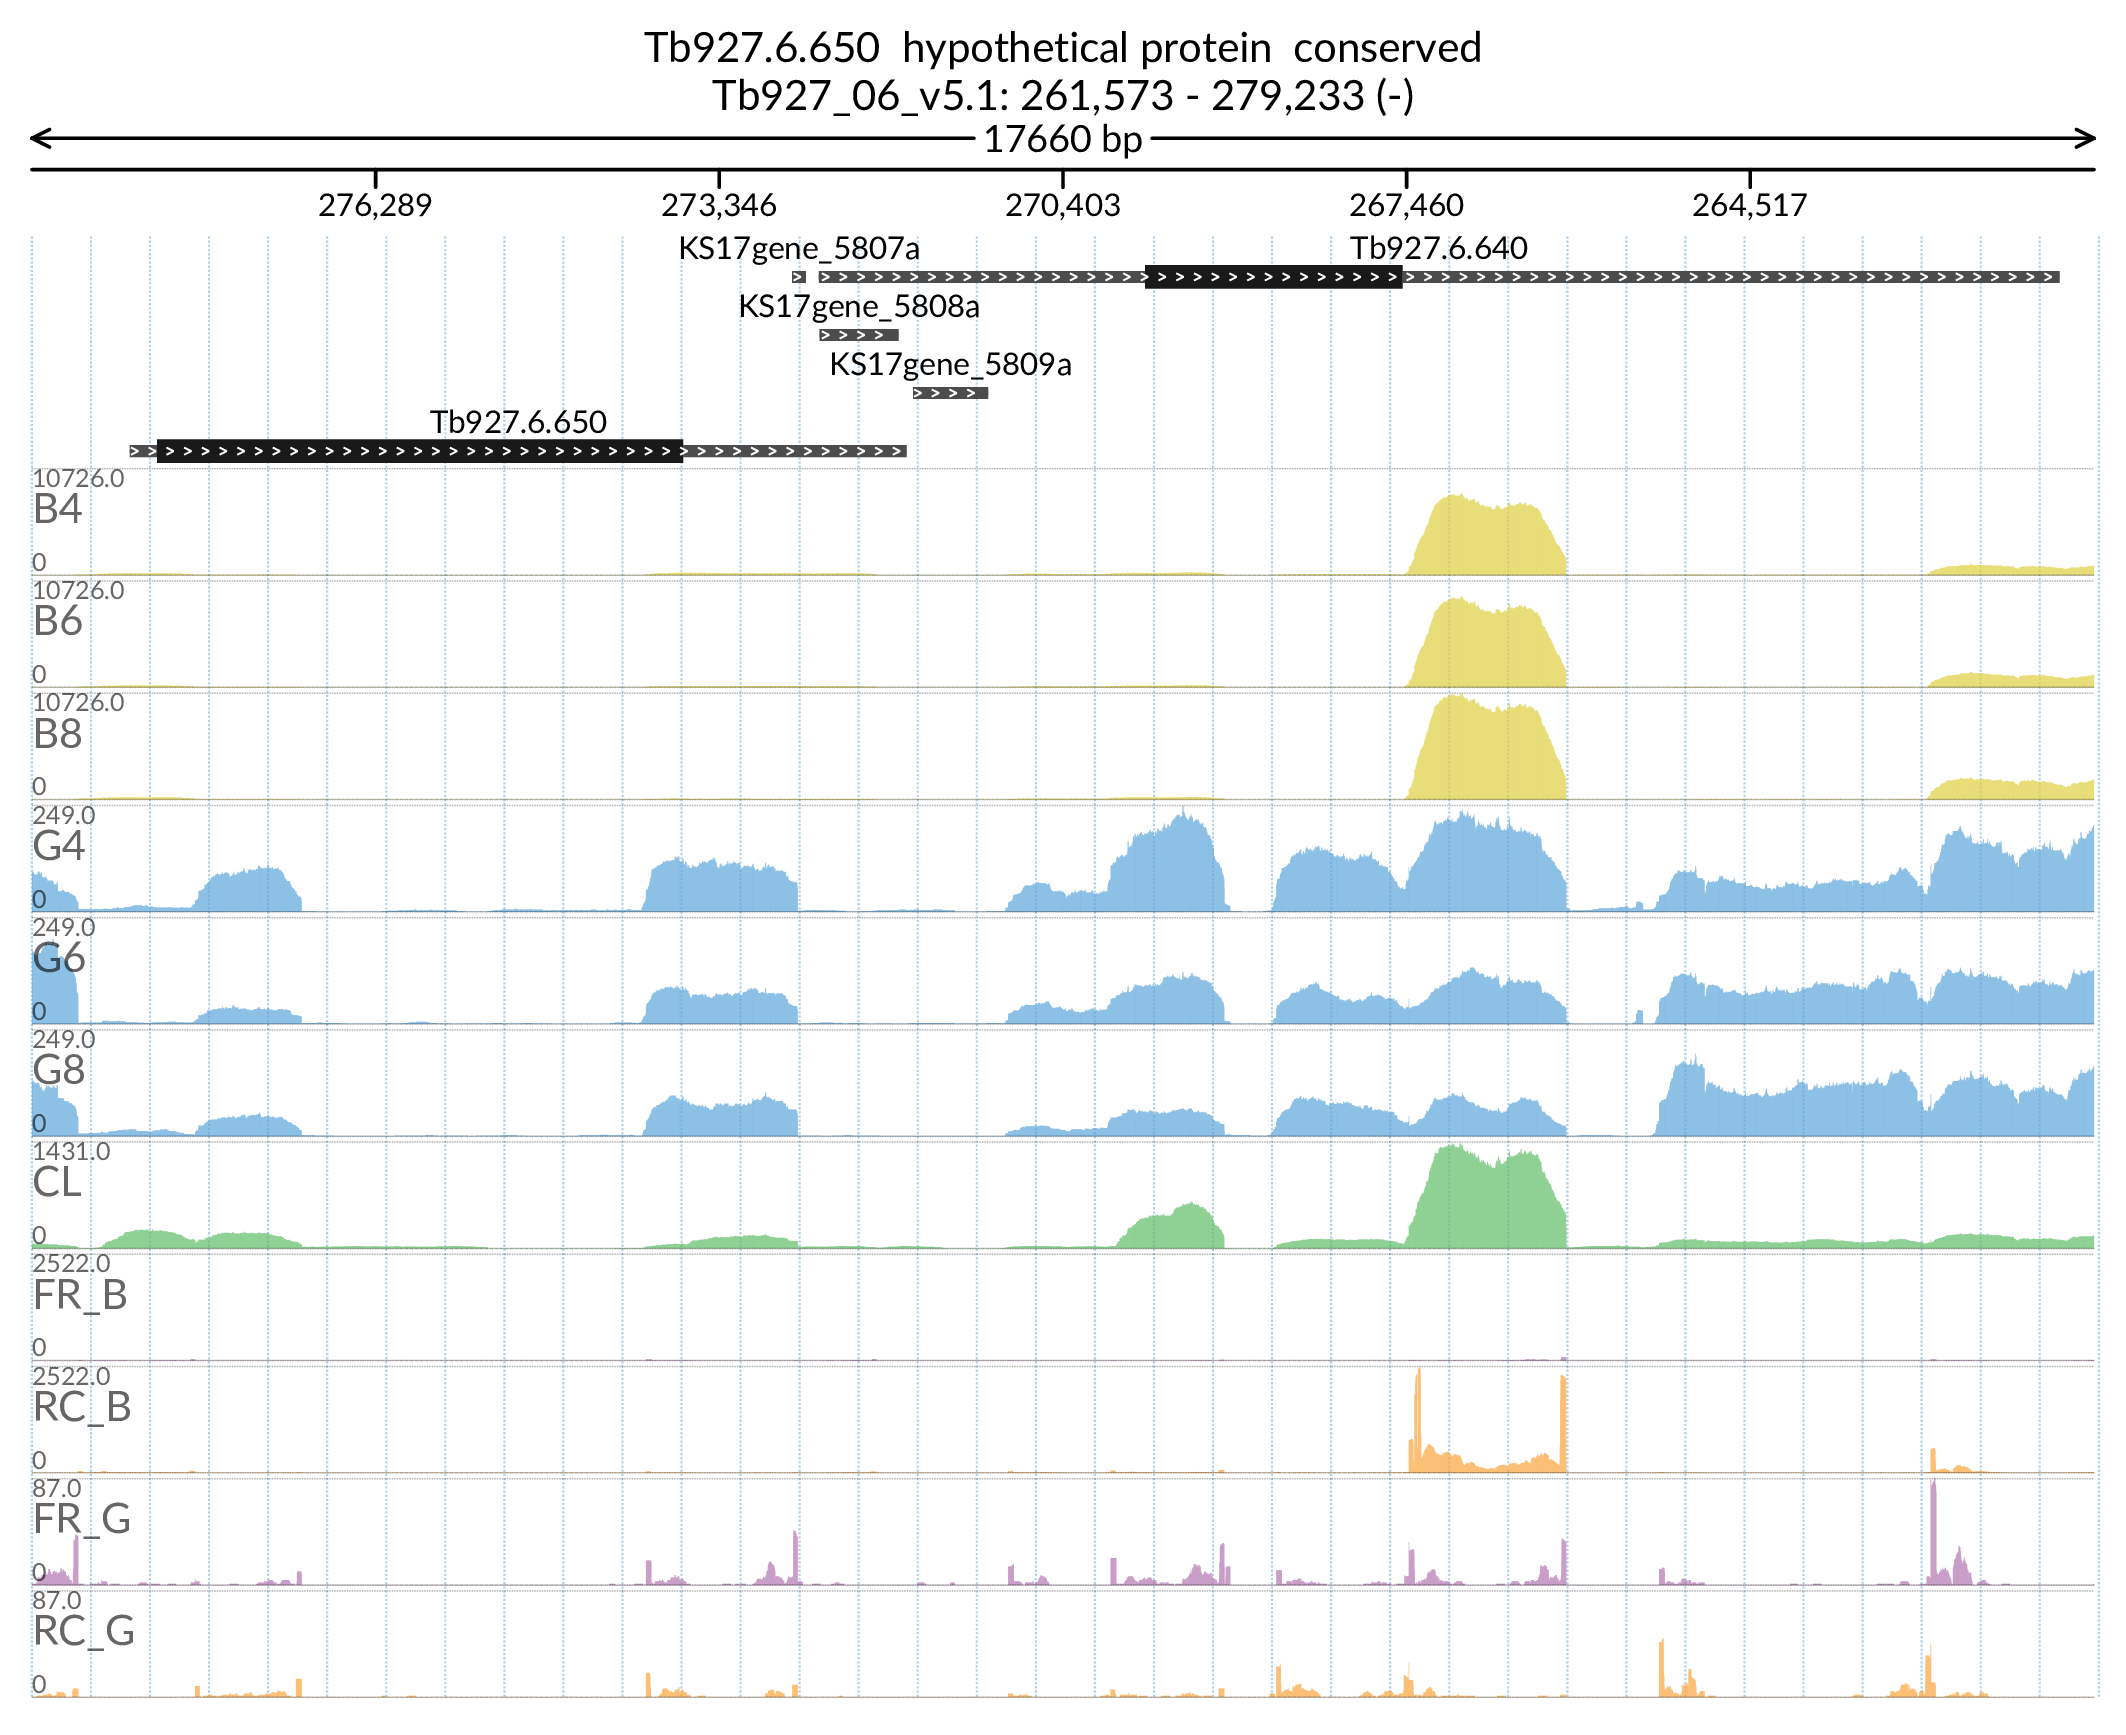 Tb927.6.650  hypothetical protein  conserved
Tb927_06_v5.1: 261,573 - 279,233 (-)
17660 bp
276,289 273,346 270,403 267,460 264,517
KS17gene_5807a Tb927.6.640
KS17gene_5808a
KS17gene_5809a
Tb927.6.650
10726.0
B4
0
10726.0
B6
0
10726.0
B8
0
249.0
G4
0
249.0
G6
0
249.0
G8
0
1431.0
CL
0
2522.0
FR_B
0
2522.0
RC_B
0
87.0
FR_G
0
87.0
RC_G
0